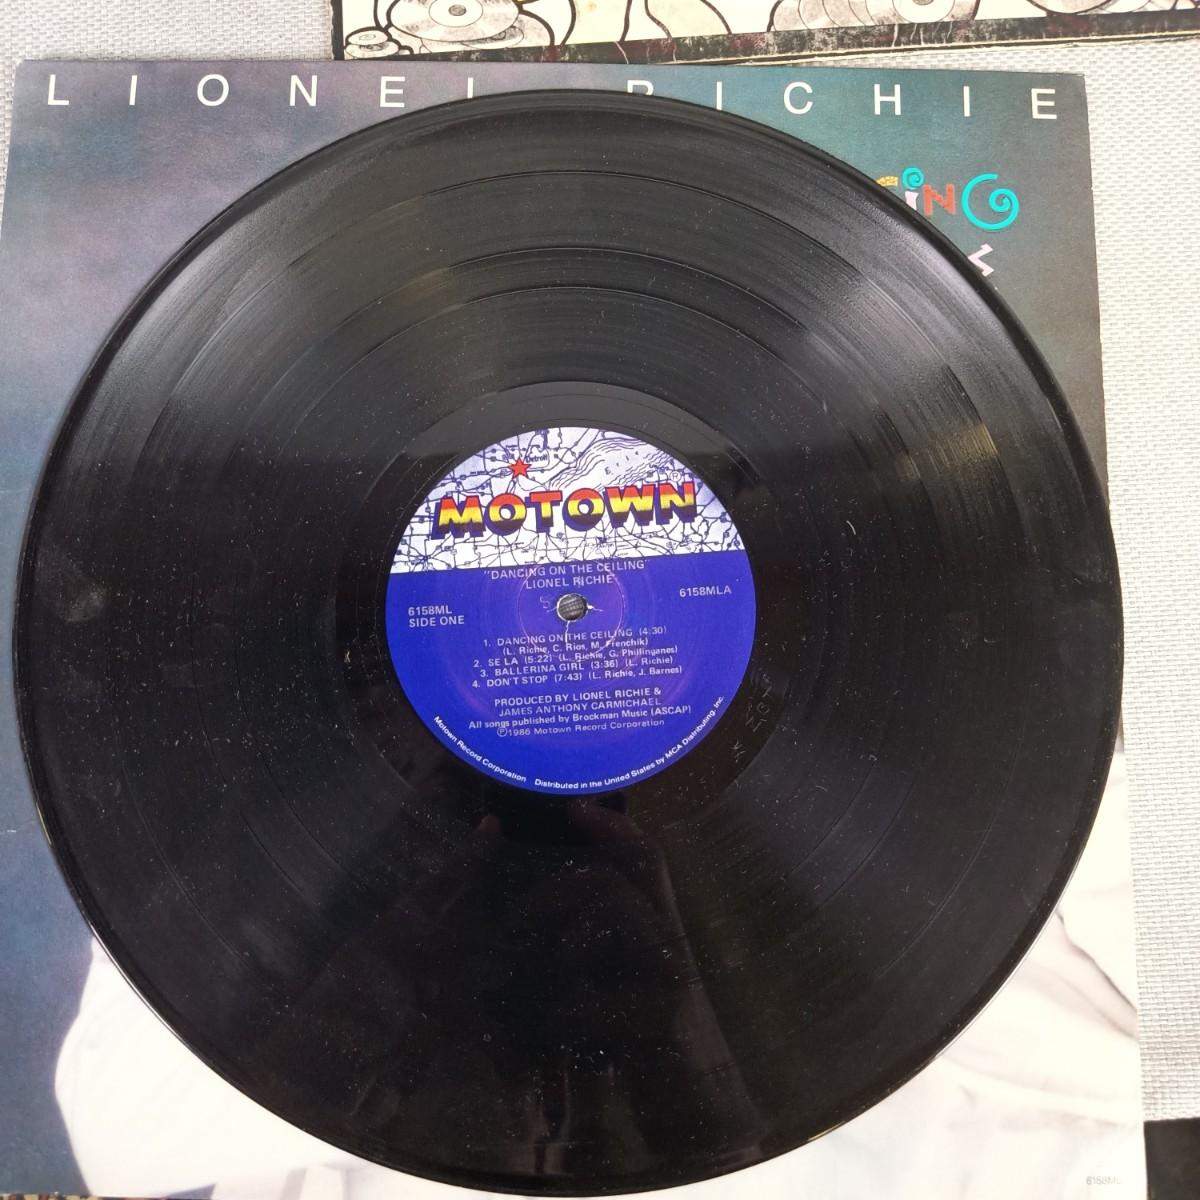 LIONEL RICHIE
ING
Detroit
Erie
MOTOWN®
"DANCING ON THE CEILING"
LIONEL RICHIE
6158ML
SIDE ONE
6158MLA
1. DANCING ON THE CEILING (4:30)
(L. Richie, C. Rios, M. Frenchik)
2. SE LA (5:22) (L. Richie, G. Phillinganes)
3. BALLERINA GIRL (3:36) (L. Richie)
4. DON'T STOP (7:43) (L. Richie, J. Barnes)
PRODUCED BY LIONEL RICHIE &
JAMES ANTHONY CARMICHAEL
All songs published by Brockman Music (ASCAP)
Ⓟ1986 Motown Record Corporation
Motown Record Corporation Distributed in the United States by MCA Distributing, Inc.
6158ML